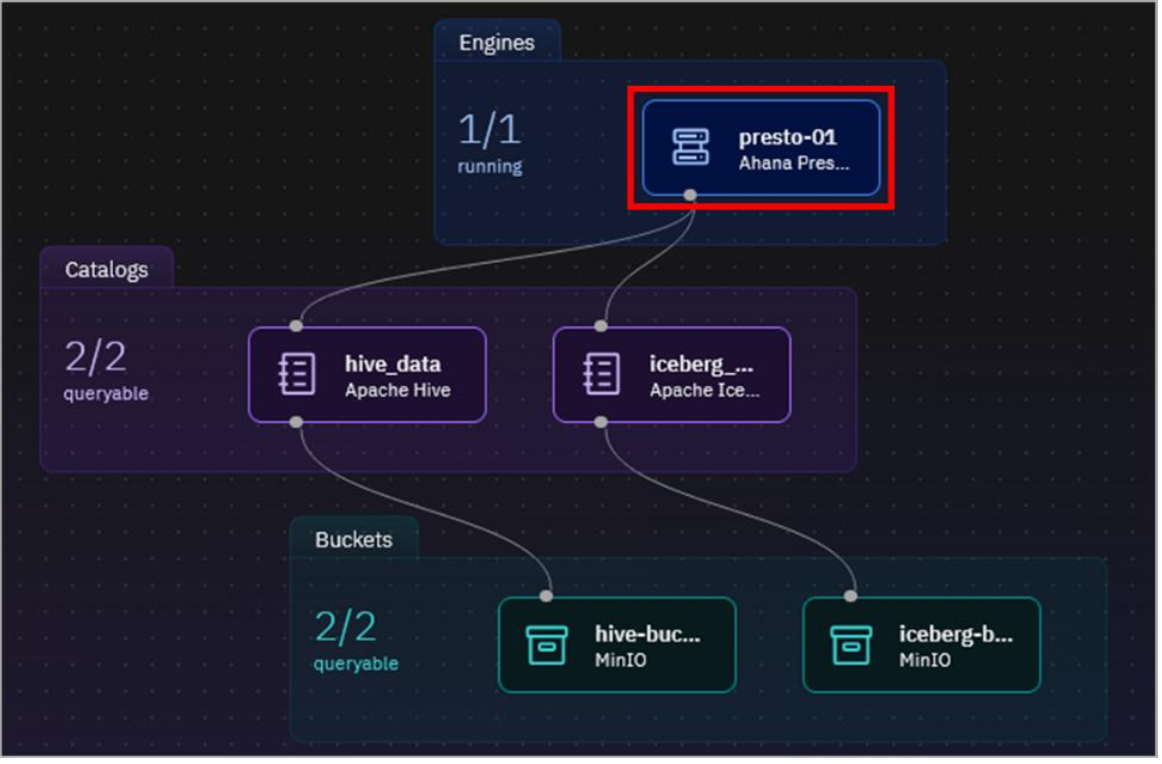 Engines
1/1
running
presto-01
Ahana Pres...
Catalogs
2/2
queryable
hive_data
Apache Hive
iceberg_...
Apache Ice...
Buckets
2/2
queryable
hive-buc...
MinIO
iceberg-b...
MinIO